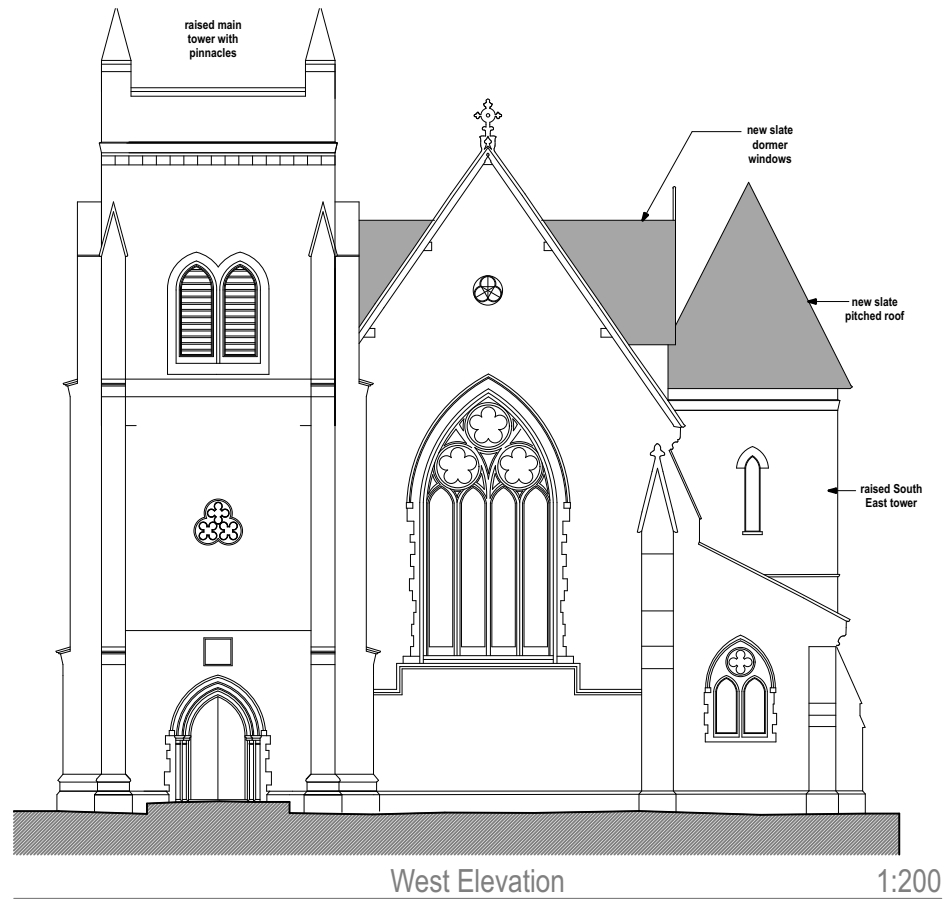 raised main
tower with
pinnacles
new slate
dormer
windows
new slate
pitched roof
raised South
East tower
West Elevation 1:200